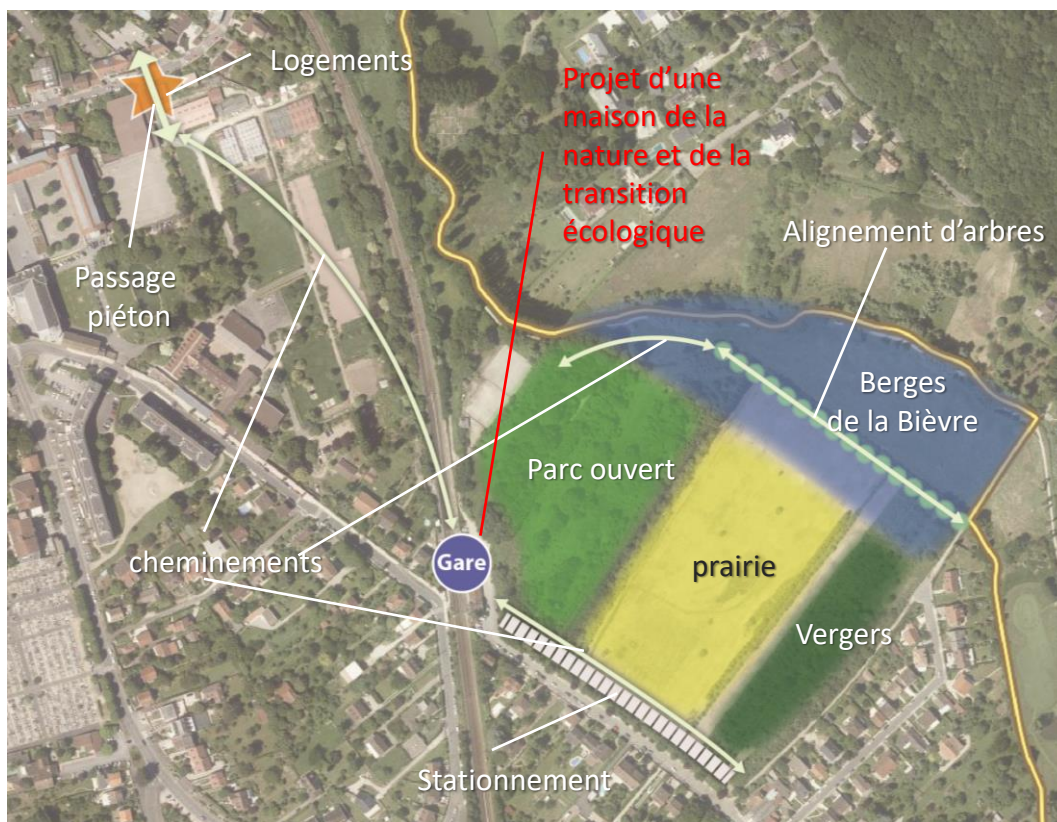 Logements
Projet d'une
maison de la
nature et de la
transition
écologique
Alignement d'arbres
Passage
piéton
Berges
de la Bièvre
Parc ouvert
cheminements
Gare
prairie
Vergers
Stationnement